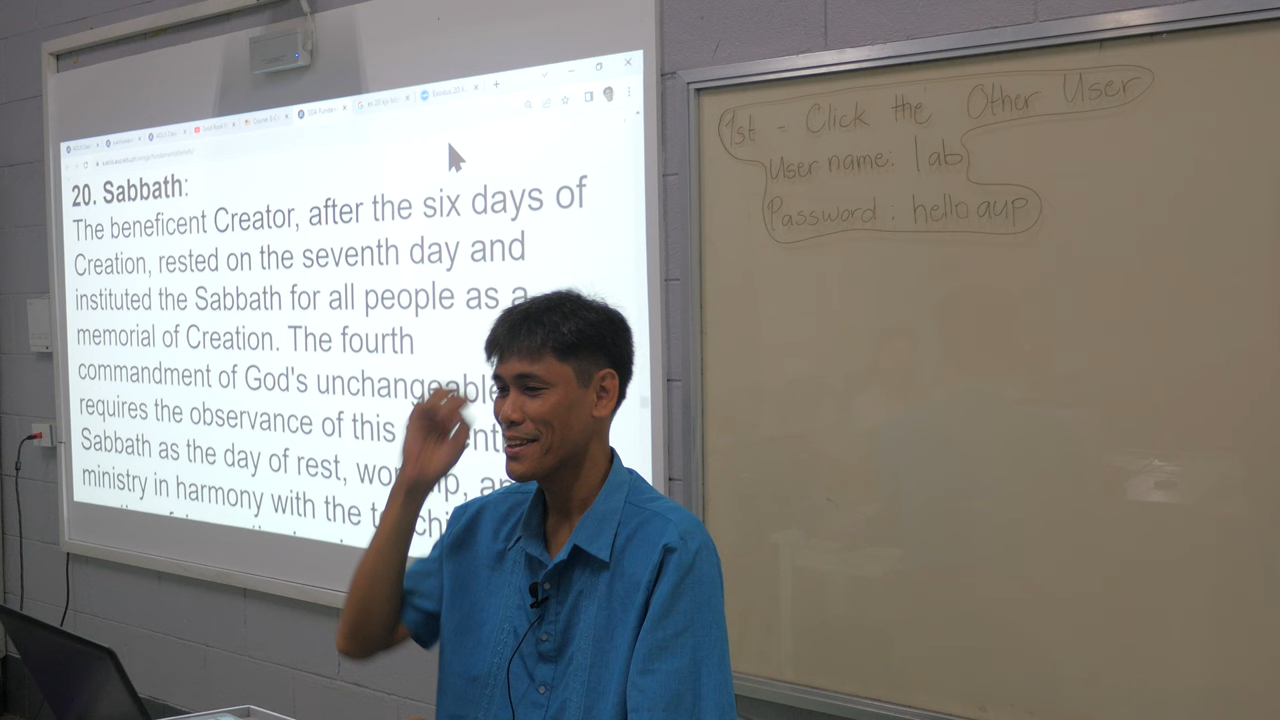 20. Sabbath:
The beneficent Creator, after the six days of
Creation, rested on the seventh day and
instituted the Sabbath for all people as a
memorial of Creation. The fourth
commandment of God's unchangeable
requires the observance of this
Sabbath as the day of rest, and
ministry in harmony with the
1st - Click the Other User
User name: lab
Password: hello aup